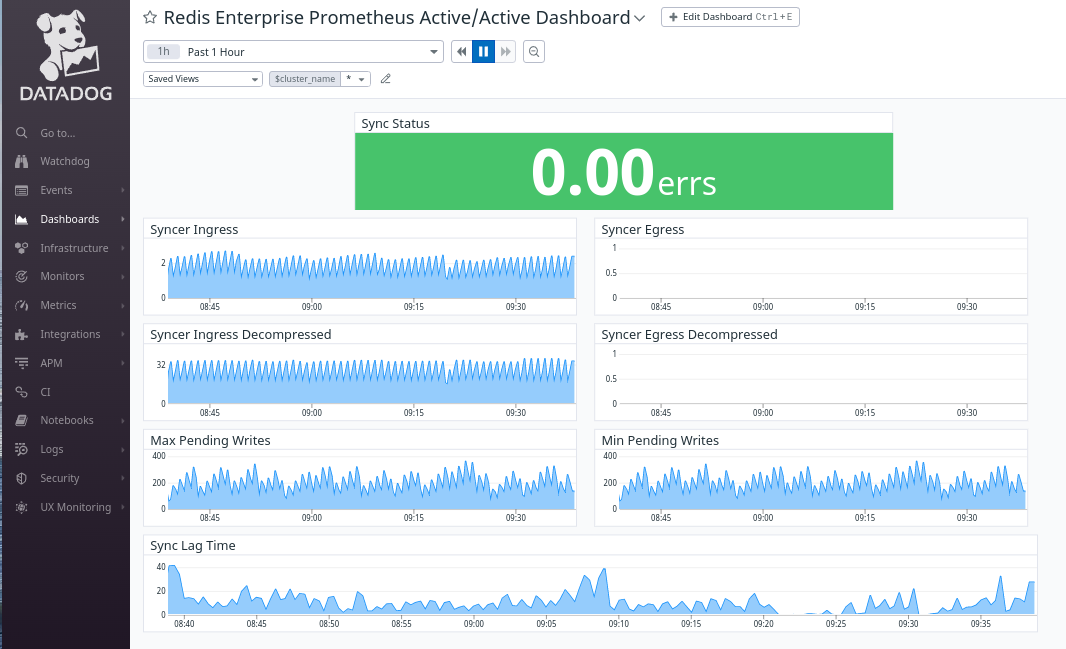 DATADOG
Go to...
Watchdog
Events
Dashboards
Infrastructure
Monitors
Metrics
Integrations
APM
CI
Notebooks
Logs
Security
UX Monitoring
Redis Enterprise Prometheus Active/Active Dashboard
Edit Dashboard Ctrl+E
1h Past 1 Hour
Saved Views $cluster_name *
Sync Status
0.00 errs
Syncer Ingress
2
0
08:45 09:00 09:15 09:30
Syncer Egress
1
0.5
0
08:45 09:00 09:15 09:30
Syncer Ingress Decompressed
32
0
08:45 09:00 09:15 09:30
Syncer Egress Decompressed
1
0.5
0
08:45 09:00 09:15 09:30
Max Pending Writes
400
200
0
08:45 09:00 09:15 09:30
Min Pending Writes
400
200
0
08:45 09:00 09:15 09:30
Sync Lag Time
40
20
0
08:40 08:45 08:50 08:55 09:00 09:05 09:10 09:15 09:20 09:25 09:30 09:35